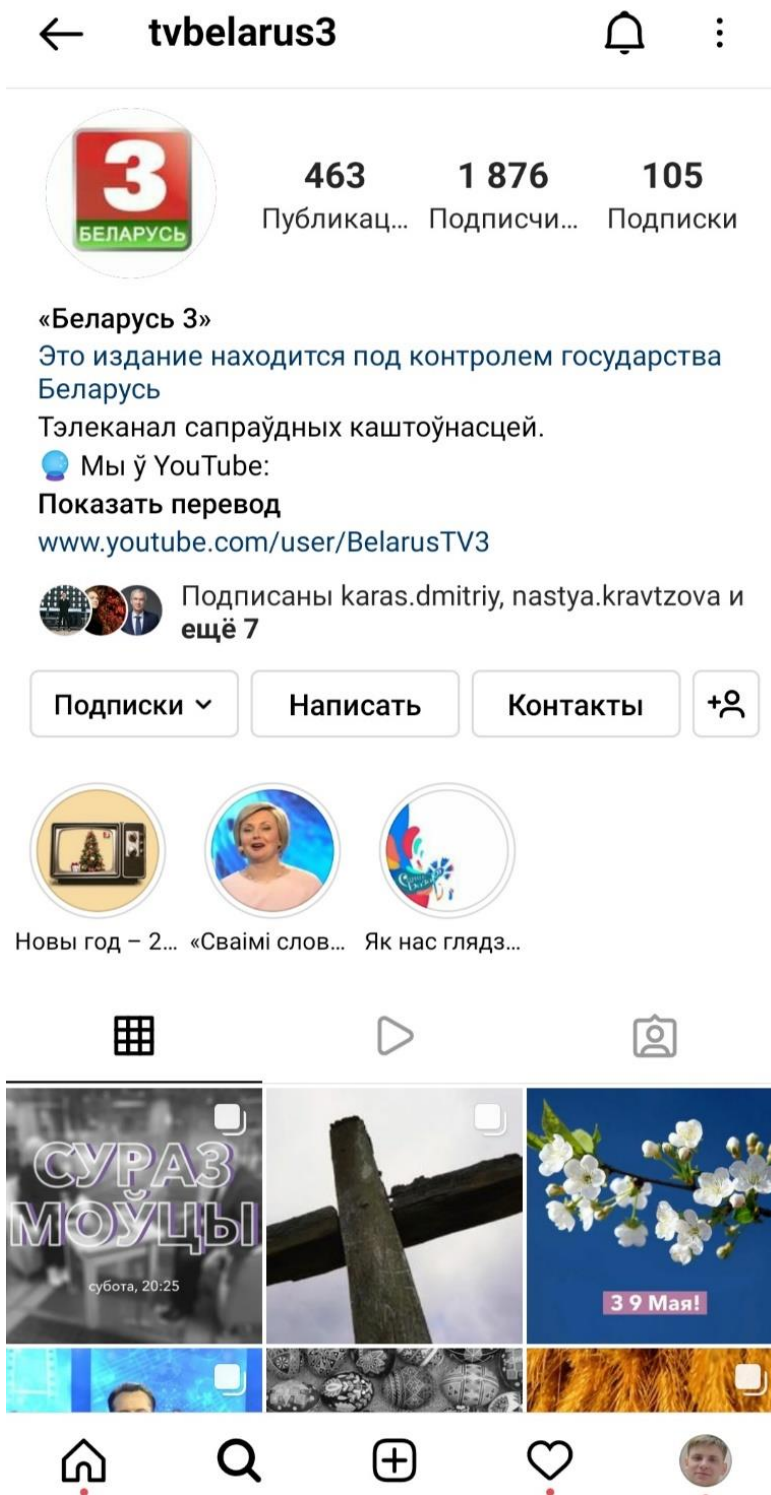 tvbelarus3
3
БЕЛАРУСЬ
463
1 876
105
Публикац...
Подписчи...
Подписки
«Беларусь 3»
Это издание находится под контролем государства
Беларусь
Тэлеканал сапраўдных каштоўнасцей.
Мы ў YouTube:
Показать перевод
www.youtube.com/user/BelarusTV3
Подписаны karas.dmitriy, nastya.kravtzova и
ещё 7
Подписки
Написать
Контакты
Новы год – 2...
«Сваімі слов...
Як нас глядз...
СУРАЗ
МОЎЦЫ
субота, 20:25
З 9 Мая!